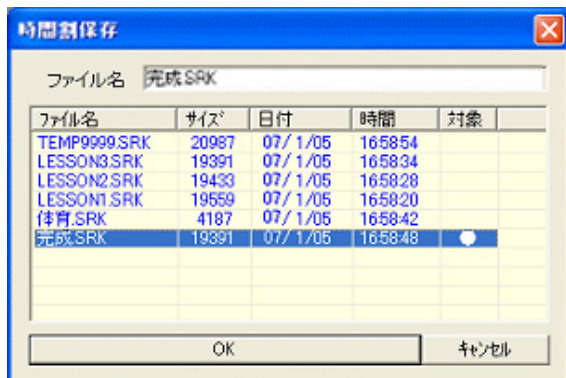 時間割保存
ファイル名 完成.SRK
ファイル名 サイズ 日付 時間 対象
TEMP9999.SRK 20987 07/ 1/05 16:58:54
LESSON3.SRK 19391 07/ 1/05 16:58:34
LESSON2.SRK 19433 07/ 1/05 16:58:28
LESSON1.SRK 19559 07/ 1/05 16:58:20
体育.SRK 4187 07/ 1/05 16:58:42
完成.SRK 19391 07/ 1/05 16:58:48 ●
OK キャンセル